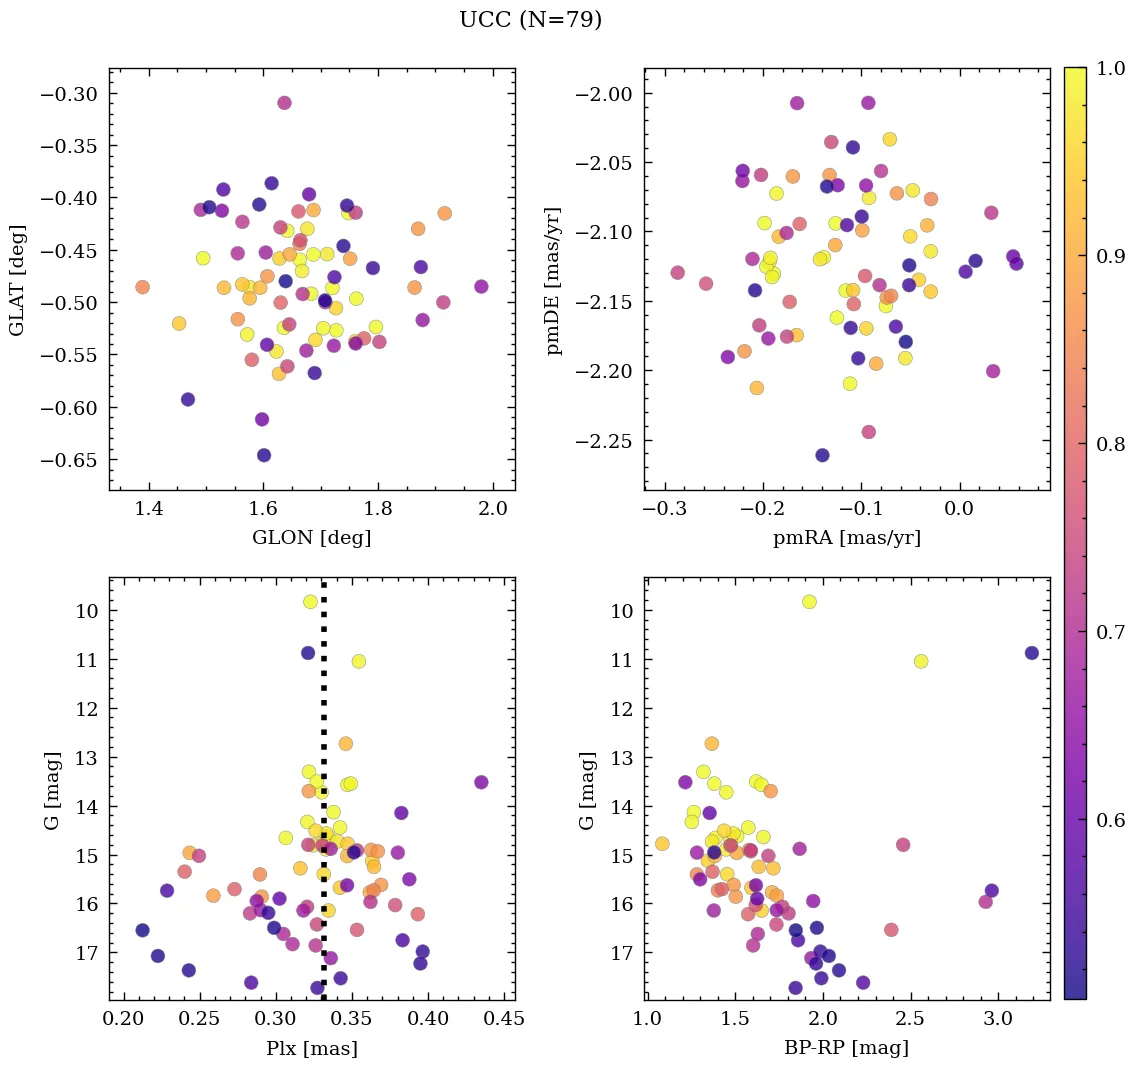 UCC (N=79)
−0.30
−0.35
−0.40
−0.45
−0.50
−0.55
−0.60
−0.65
GLAT [deg]
1.4 1.6 1.8 2.0
GLON [deg]
−2.00
−2.05
−2.10
−2.15
−2.20
−2.25
pmDE [mas/yr]
−0.3 −0.2 −0.1 0.0
pmRA [mas/yr]
10
11
12
13
14
15
16
17
G [mag]
0.20 0.25 0.30 0.35 0.40 0.45
Plx [mas]
10
11
12
13
14
15
16
17
G [mag]
1.0 1.5 2.0 2.5 3.0
BP-RP [mag]
1.0
0.9
0.8
0.7
0.6